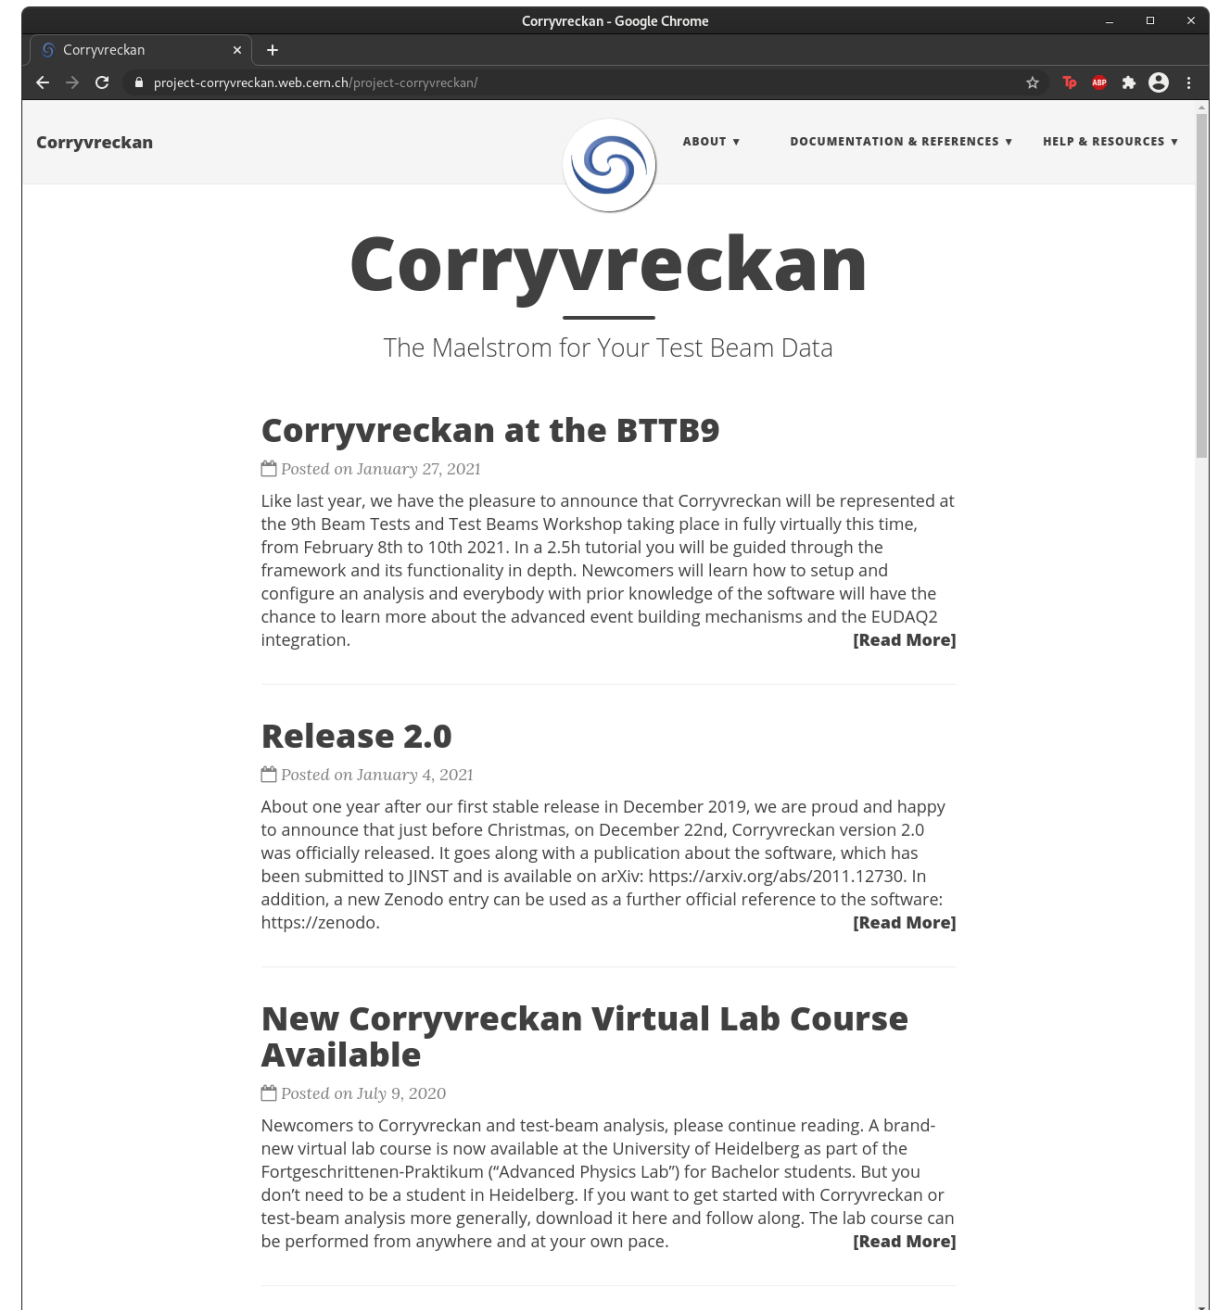 Corryvreckan - Google Chrome
Corryvreckan
project-corryvreckan.web.cern.ch/project-corryvreckan/
Tp
ABP
Corryvreckan
ABOUT ▼
DOCUMENTATION & REFERENCES ▼
HELP & RESOURCES ▼
Corryvreckan
The Maelstrom for Your Test Beam Data
Corryvreckan at the BTTB9
Posted on January 27, 2021
Like last year, we have the pleasure to announce that Corryvreckan will be represented at
the 9th Beam Tests and Test Beams Workshop taking place in fully virtually this time,
from February 8th to 10th 2021. In a 2.5h tutorial you will be guided through the
framework and its functionality in depth. Newcomers will learn how to setup and
configure an analysis and everybody with prior knowledge of the software will have the
chance to learn more about the advanced event building mechanisms and the EUDAQ2
integration. [Read More]
Release 2.0
Posted on January 4, 2021
About one year after our first stable release in December 2019, we are proud and happy
to announce that just before Christmas, on December 22nd, Corryvreckan version 2.0
was officially released. It goes along with a publication about the software, which has
been submitted to JINST and is available on arXiv: https://arxiv.org/abs/2011.12730. In
addition, a new Zenodo entry can be used as a further official reference to the software:
https://zenodo. [Read More]
New Corryvreckan Virtual Lab Course
Available
Posted on July 9, 2020
Newcomers to Corryvreckan and test-beam analysis, please continue reading. A brand-
new virtual lab course is now available at the University of Heidelberg as part of the
Fortgeschrittenen-Praktikum (“Advanced Physics Lab”) for Bachelor students. But you
don’t need to be a student in Heidelberg. If you want to get started with Corryvreckan or
test-beam analysis more generally, download it here and follow along. The lab course can
be performed from anywhere and at your own pace. [Read More]